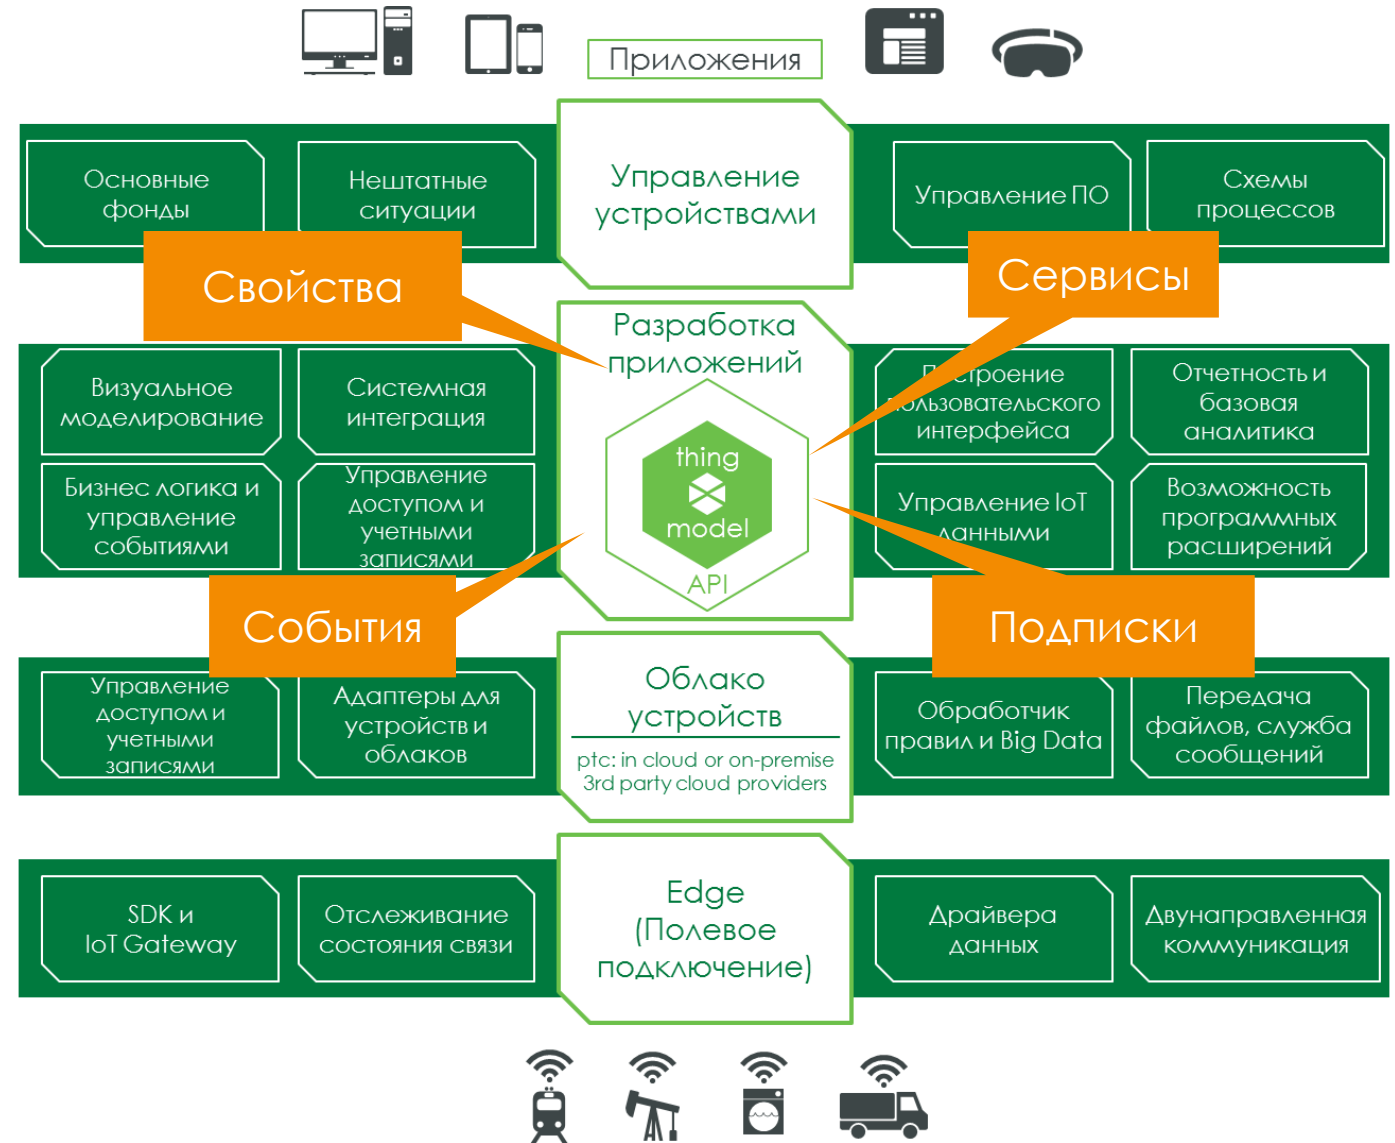 Приложения
Основные
фонды
Нештатные
ситуации
Управление
устройствами
Управление ПО
Схемы
процессов
Свойства
Сервисы
Разработка
приложений
Визуальное
моделирование
Системная
интеграция
Бизнес логика и
управление
событиями
Управление
доступом и
учетными
записями
thing
model
API
интерфейса
Отчетность и
базовая
аналитика
Управление IoT
Возможность
программных
расширений
События
Подписки
Управление
доступом и
учетными
записями
Адаптеры для
устройств и
облаков
Облако
устройств
ptc: in cloud or on-premise
3rd party cloud providers
Обработчик
правил и Big Data
Передача
файлов, служба
сообщений
SDK и
IoT Gateway
Отслеживание
состояния связи
Edge
(Полевое
подключение)
Драйвера
данных
Двунаправленная
коммуникация